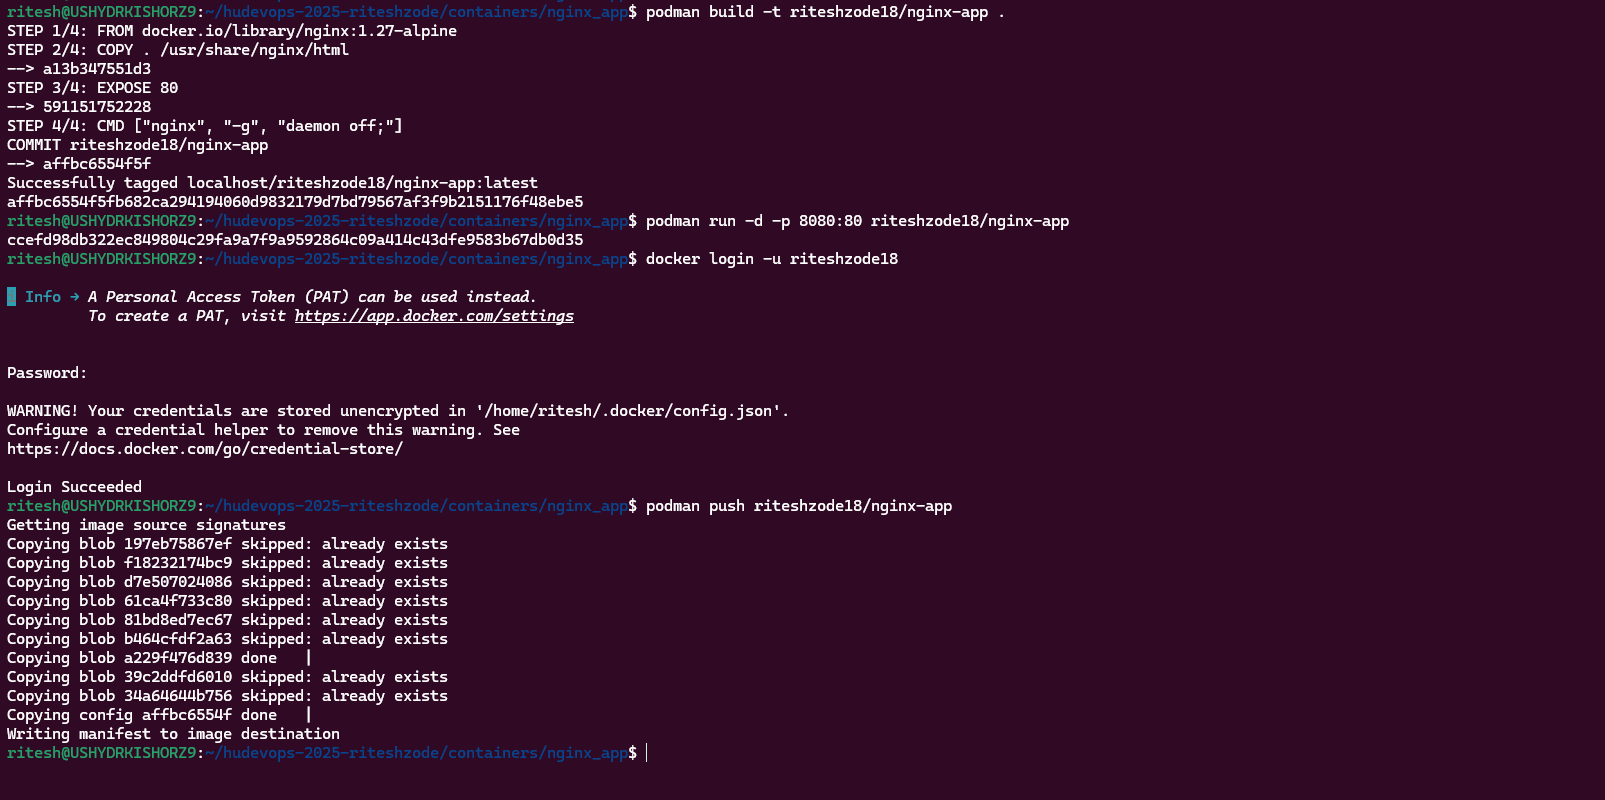 ritesh@USHYDRKISHORZ9:~/hudevops-2025-riteshzode/containers/nginx_app$ podman build -t riteshzode18/nginx-app .
STEP 1/4: FROM docker.io/library/nginx:1.27-alpine
STEP 2/4: COPY . /usr/share/nginx/html
--> a13b347551d3
STEP 3/4: EXPOSE 80
--> 591151752228
STEP 4/4: CMD ["nginx", "-g", "daemon off;"]
COMMIT riteshzode18/nginx-app
--> affbc6554f5f
Successfully tagged localhost/riteshzode18/nginx-app:latest
affbc6554f5fb682ca294194060d9832179d7bd79567af3f9b2151176f48ebe5
ritesh@USHYDRKISHORZ9:~/hudevops-2025-riteshzode/containers/nginx_app$ podman run -d -p 8080:80 riteshzode18/nginx-app
ccefd98db322ec849804c29fa9a7f9a9592864c09a414c43dfe9583b67db0d35
ritesh@USHYDRKISHORZ9:~/hudevops-2025-riteshzode/containers/nginx_app$ docker login -u riteshzode18
Info → A Personal Access Token (PAT) can be used instead.
To create a PAT, visit https://app.docker.com/settings
Password:
WARNING! Your credentials are stored unencrypted in '/home/ritesh/.docker/config.json'.
Configure a credential helper to remove this warning. See
https://docs.docker.com/go/credential-store/
Login Succeeded
ritesh@USHYDRKISHORZ9:~/hudevops-2025-riteshzode/containers/nginx_app$ podman push riteshzode18/nginx-app
Getting image source signatures
Copying blob 197eb75867ef skipped: already exists
Copying blob f18232174bc9 skipped: already exists
Copying blob d7e507024086 skipped: already exists
Copying blob 61ca4f733c80 skipped: already exists
Copying blob 81bd8ed7ec67 skipped: already exists
Copying blob b464cfdf2a63 skipped: already exists
Copying blob a229f476d839 done   |
Copying blob 39c2ddfd6010 skipped: already exists
Copying blob 34a64644b756 skipped: already exists
Copying config affbc6554f done   |
Writing manifest to image destination
ritesh@USHYDRKISHORZ9:~/hudevops-2025-riteshzode/containers/nginx_app$